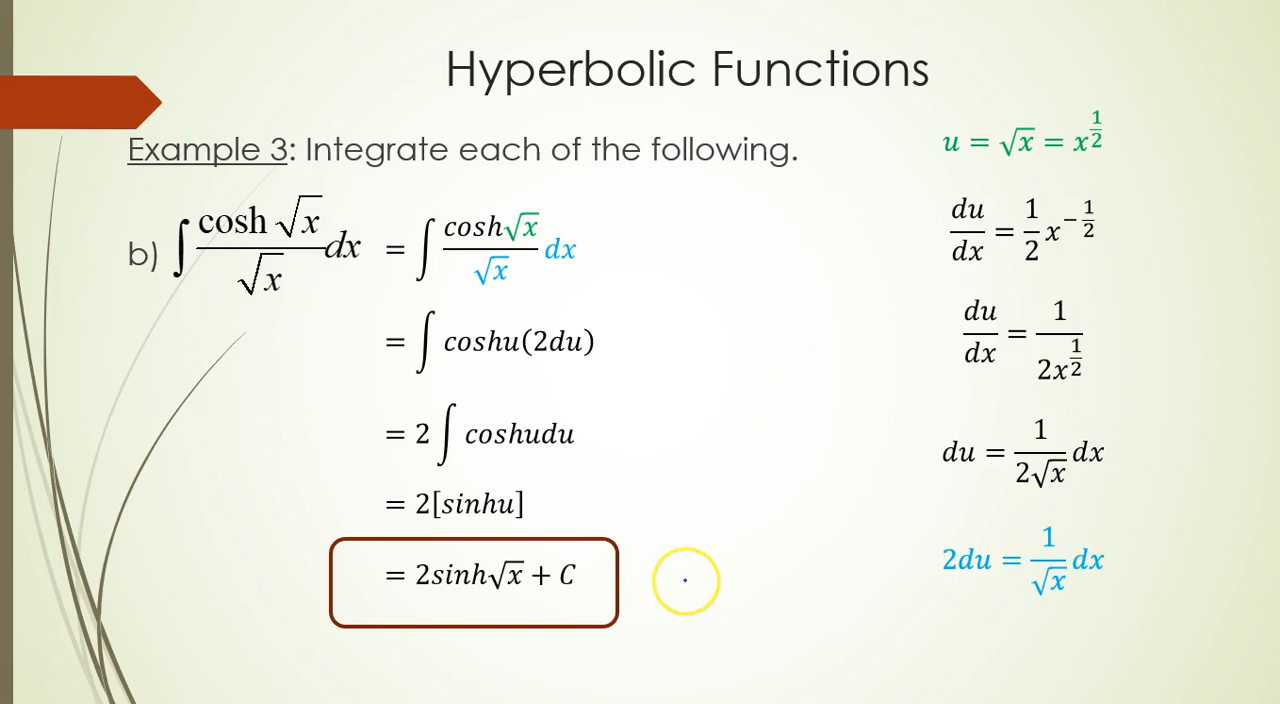 Hyperbolic Functions
Example 3: Integrate each of the following.
b) ∫ cosh √x / √x dx = ∫ cosh√x / √x dx
= ∫ coshu(2du)
= 2 ∫ coshudu
= 2[sinhu]
= 2sinh√x + C
u = √x = x^(1/2)
du/dx = 1/2 x^(-1/2)
du/dx = 1 / 2x^(1/2)
du = 1 / 2√x dx
2du = 1 / √x dx